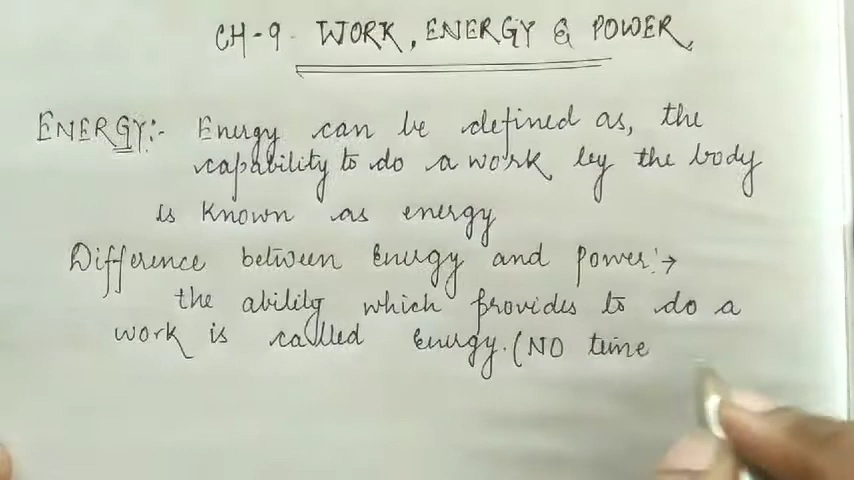 CH-9 WORK, ENERGY & POWER
ENERGY:- Energy can be defined as, the
capability to do a work by the body
is known as energy
Difference between Energy and power:→
the ability which provides to do a
work is called Energy. (NO time